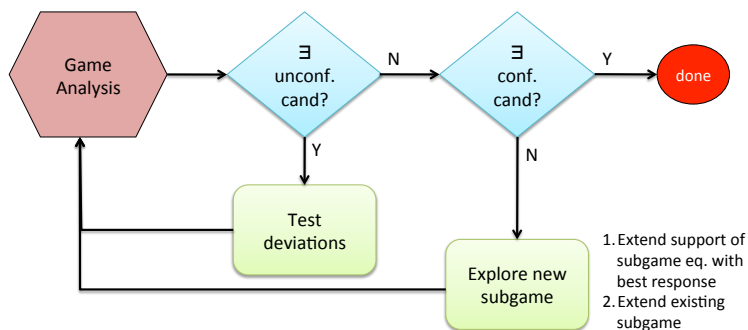 Game
Analysis
∃
unconf.
cand?
N
∃
conf.
cand?
Y
done
Y
N
Test
deviations
Explore new
subgame
1. Extend support of
subgame eq. with
best response
2. Extend existing
subgame